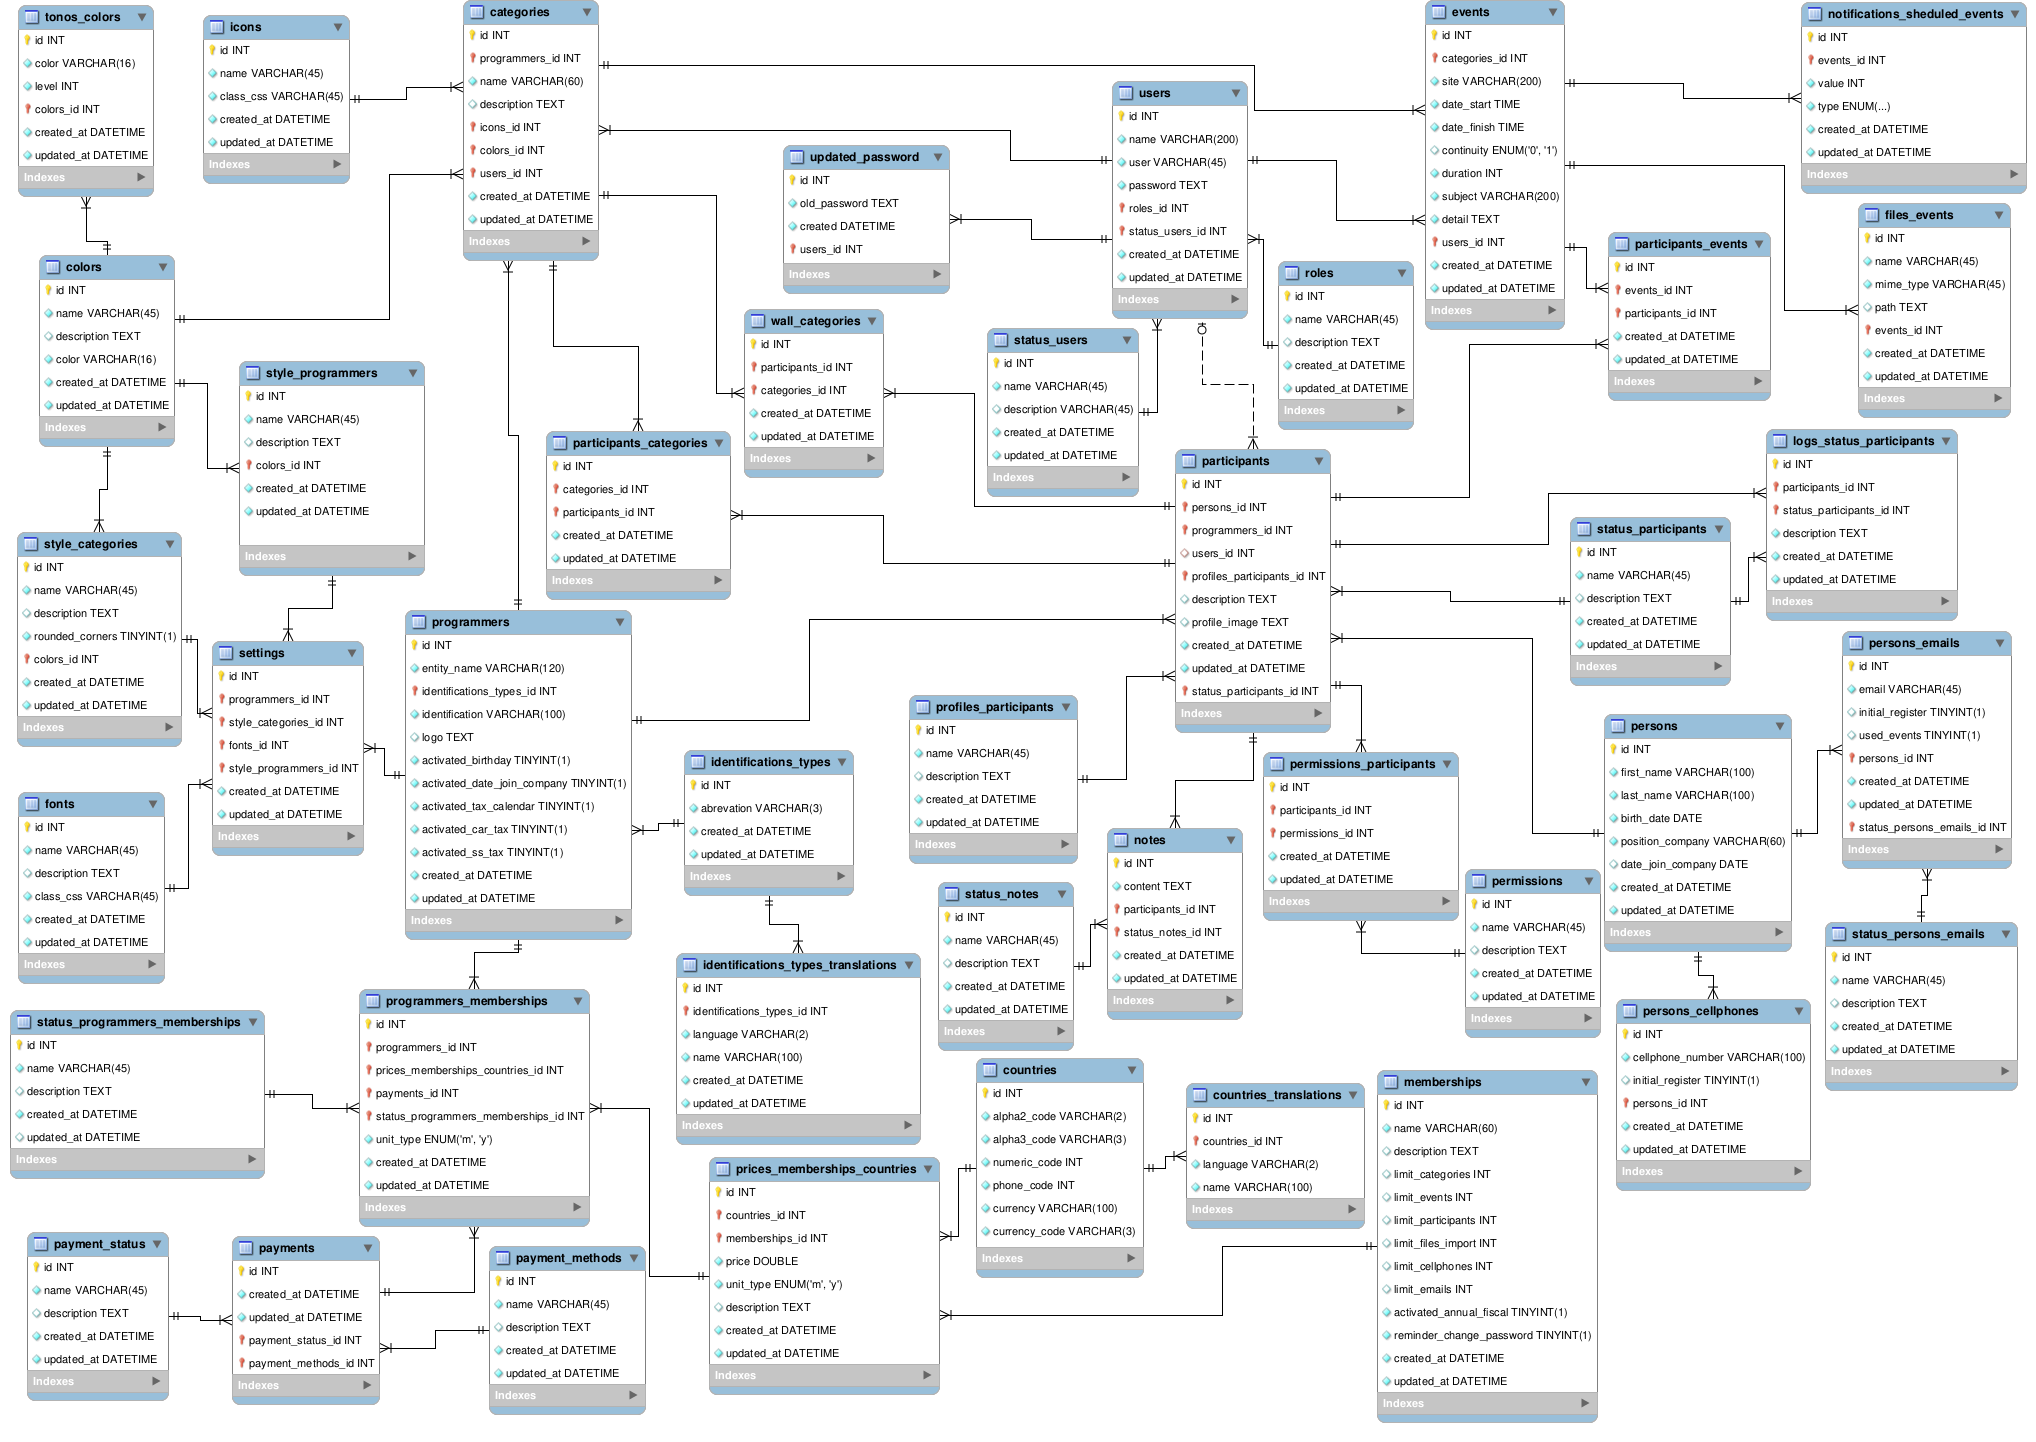 tonos_colors
id INT
color VARCHAR(16)
level INT
colors_id INT
created_at DATETIME
updated_at DATETIME
Indexes
icons
id INT
name VARCHAR(45)
class_css VARCHAR(45)
created_at DATETIME
updated_at DATETIME
Indexes
categories
id INT
programmers_id INT
name VARCHAR(60)
description TEXT
icons_id INT
colors_id INT
users_id INT
created_at DATETIME
updated_at DATETIME
Indexes
users
id INT
name VARCHAR(200)
user VARCHAR(45)
password TEXT
roles_id INT
status_users_id INT
created_at DATETIME
updated_at DATETIME
Indexes
events
id INT
categories_id INT
site VARCHAR(200)
date_start TIME
date_finish TIME
continuity ENUM('0', '1')
duration INT
subject VARCHAR(200)
detail TEXT
users_id INT
created_at DATETIME
updated_at DATETIME
Indexes
notifications_sheduled_events
id INT
events_id INT
value INT
type ENUM(...)
created_at DATETIME
updated_at DATETIME
Indexes
updated_password
id INT
old_password TEXT
created DATETIME
users_id INT
Indexes
files_events
id INT
name VARCHAR(45)
mime_type VARCHAR(45)
path TEXT
events_id INT
created_at DATETIME
updated_at DATETIME
Indexes
participants_events
id INT
events_id INT
participants_id INT
created_at DATETIME
updated_at DATETIME
Indexes
colors
id INT
name VARCHAR(45)
description TEXT
color VARCHAR(16)
created_at DATETIME
updated_at DATETIME
Indexes
roles
id INT
name VARCHAR(45)
description TEXT
created_at DATETIME
updated_at DATETIME
Indexes
wall_categories
id INT
participants_id INT
categories_id INT
created_at DATETIME
updated_at DATETIME
Indexes
status_users
id INT
name VARCHAR(45)
description VARCHAR(45)
created_at DATETIME
updated_at DATETIME
Indexes
style_programmers
id INT
name VARCHAR(45)
description TEXT
colors_id INT
created_at DATETIME
updated_at DATETIME
Indexes
participants_categories
id INT
categories_id INT
participants_id INT
created_at DATETIME
updated_at DATETIME
Indexes
participants
id INT
persons_id INT
programmers_id INT
users_id INT
profiles_participants_id INT
description TEXT
profile_image TEXT
created_at DATETIME
updated_at DATETIME
status_participants_id INT
Indexes
logs_status_participants
id INT
participants_id INT
status_participants_id INT
description TEXT
created_at DATETIME
updated_at DATETIME
Indexes
status_participants
id INT
name VARCHAR(45)
description TEXT
created_at DATETIME
updated_at DATETIME
Indexes
style_categories
id INT
name VARCHAR(45)
description TEXT
rounded_corners TINYINT(1)
colors_id INT
created_at DATETIME
updated_at DATETIME
Indexes
settings
id INT
programmers_id INT
style_categories_id INT
fonts_id INT
style_programmers_id INT
created_at DATETIME
updated_at DATETIME
Indexes
programmers
id INT
entity_name VARCHAR(120)
identifications_types_id INT
identification VARCHAR(100)
logo TEXT
activated_birthday TINYINT(1)
activated_date_join_company TINYINT(1)
activated_tax_calendar TINYINT(1)
activated_car_tax TINYINT(1)
activated_ss_tax TINYINT(1)
created_at DATETIME
updated_at DATETIME
Indexes
persons_emails
id INT
email VARCHAR(45)
initial_register TINYINT(1)
used_events TINYINT(1)
persons_id INT
created_at DATETIME
updated_at DATETIME
status_persons_emails_id INT
Indexes
profiles_participants
id INT
name VARCHAR(45)
description TEXT
created_at DATETIME
updated_at DATETIME
Indexes
persons
id INT
first_name VARCHAR(100)
last_name VARCHAR(100)
birth_date DATE
position_company VARCHAR(60)
date_join_company DATE
created_at DATETIME
updated_at DATETIME
Indexes
identifications_types
id INT
abrevation VARCHAR(3)
created_at DATETIME
updated_at DATETIME
Indexes
permissions_participants
id INT
participants_id INT
permissions_id INT
created_at DATETIME
updated_at DATETIME
Indexes
fonts
id INT
name VARCHAR(45)
description TEXT
class_css VARCHAR(45)
created_at DATETIME
updated_at DATETIME
Indexes
notes
id INT
content TEXT
participants_id INT
status_notes_id INT
created_at DATETIME
updated_at DATETIME
Indexes
permissions
id INT
name VARCHAR(45)
description TEXT
created_at DATETIME
updated_at DATETIME
Indexes
status_notes
id INT
name VARCHAR(45)
description TEXT
created_at DATETIME
updated_at DATETIME
Indexes
status_persons_emails
id INT
name VARCHAR(45)
description TEXT
created_at DATETIME
updated_at DATETIME
Indexes
identifications_types_translations
id INT
identifications_types_id INT
language VARCHAR(2)
name VARCHAR(100)
created_at DATETIME
updated_at DATETIME
Indexes
programmers_memberships
id INT
programmers_id INT
prices_memberships_countries_id INT
payments_id INT
status_programmers_memberships_id INT
unit_type ENUM('m', 'y')
created_at DATETIME
updated_at DATETIME
Indexes
persons_cellphones
id INT
cellphone_number VARCHAR(100)
initial_register TINYINT(1)
persons_id INT
created_at DATETIME
updated_at DATETIME
Indexes
status_programmers_memberships
id INT
name VARCHAR(45)
description TEXT
created_at DATETIME
updated_at DATETIME
Indexes
countries
id INT
alpha2_code VARCHAR(2)
alpha3_code VARCHAR(3)
numeric_code INT
phone_code INT
currency VARCHAR(100)
currency_code VARCHAR(3)
Indexes
countries_translations
id INT
countries_id INT
language VARCHAR(2)
name VARCHAR(100)
Indexes
memberships
id INT
name VARCHAR(60)
description TEXT
limit_categories INT
limit_events INT
limit_participants INT
limit_files_import INT
limit_cellphones INT
limit_emails INT
activated_annual_fiscal TINYINT(1)
reminder_change_password TINYINT(1)
created_at DATETIME
updated_at DATETIME
Indexes
prices_memberships_countries
id INT
countries_id INT
memberships_id INT
price DOUBLE
unit_type ENUM('m', 'y')
description TEXT
created_at DATETIME
updated_at DATETIME
Indexes
payment_status
id INT
name VARCHAR(45)
description TEXT
created_at DATETIME
updated_at DATETIME
Indexes
payments
id INT
created_at DATETIME
updated_at DATETIME
payment_status_id INT
payment_methods_id INT
Indexes
payment_methods
id INT
name VARCHAR(45)
description TEXT
created_at DATETIME
updated_at DATETIME
Indexes